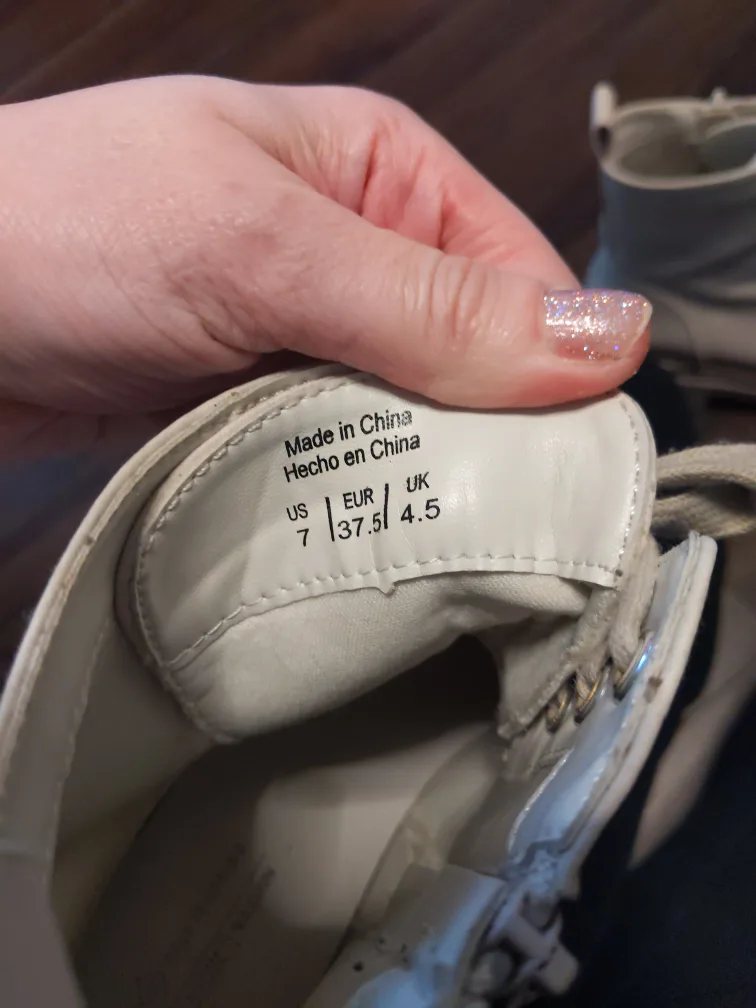 Made in China
Hecho en China
US | EUR | UK
7 | 37.5 | 4.5